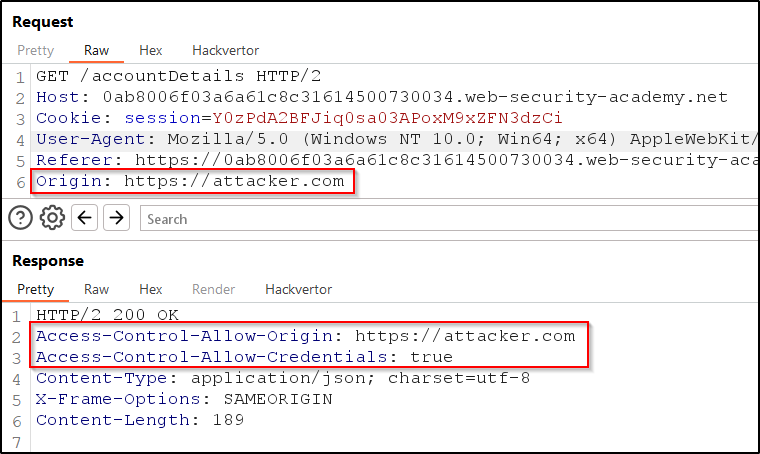 Request
Pretty Raw Hex Hackvertor
1 GET /accountDetails HTTP/2
2 Host: 0ab8006f03a6a61c8c31614500730034.web-security-academy.net
3 Cookie: session=Y0zPdA2BFJiq0sa03APoxM9xZFN3dzCi
4 User-Agent: Mozilla/5.0 (Windows NT 10.0; Win64; x64) AppleWebKit/
5 Referer: https://0ab8006f03a6a61c8c31614500730034.web-security-aca
6 Origin: https://attacker.com
Search
Response
Pretty Raw Hex Render Hackvertor
1 HTTP/2 200 OK
2 Access-Control-Allow-Origin: https://attacker.com
3 Access-Control-Allow-Credentials: true
4 Content-Type: application/json; charset=utf-8
5 X-Frame-Options: SAMEORIGIN
6 Content-Length: 189
7